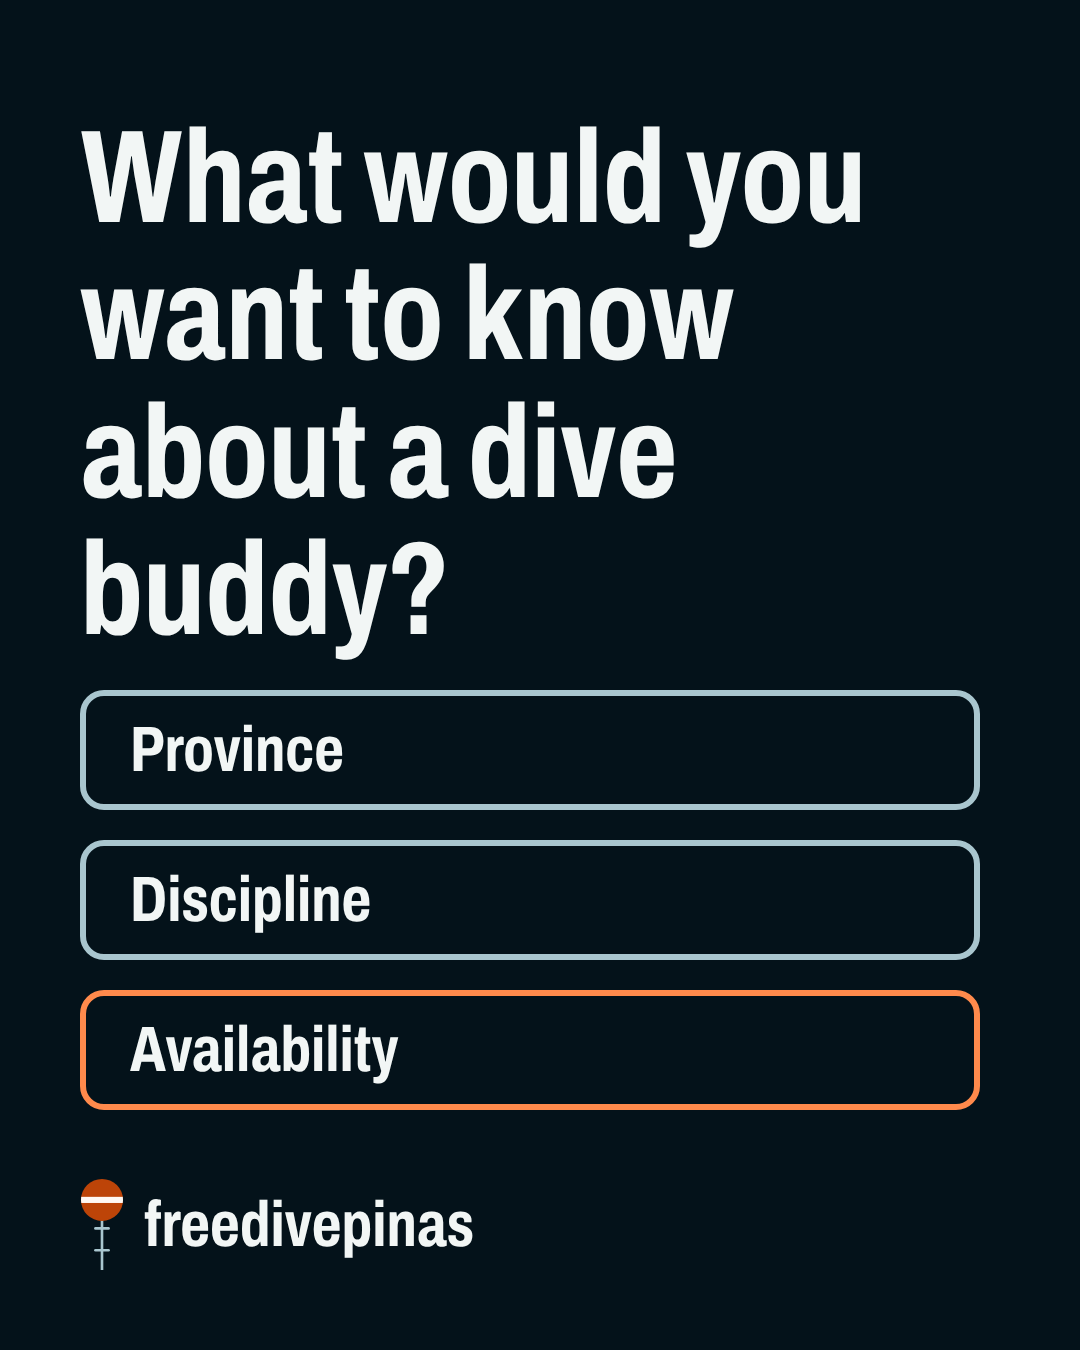 What would you
want to know
about a dive
buddy?
Province
Discipline
Availability
freedivepinas